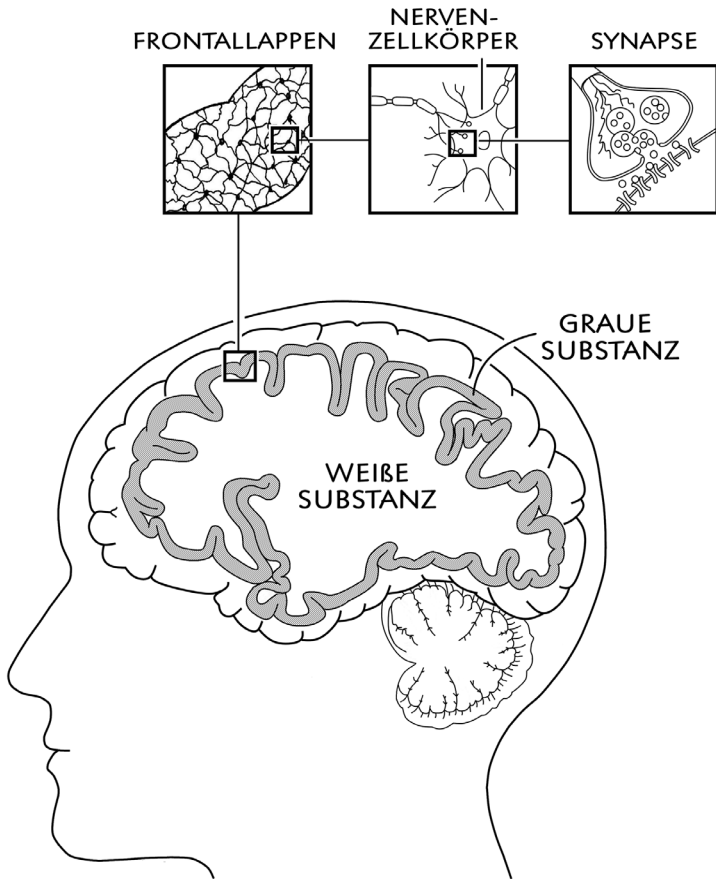 FRONTALLAPPEN
NERVEN-
ZELLKÖRPER
SYNAPSE
GRAUE
SUBSTANZ
WEIßE
SUBSTANZ